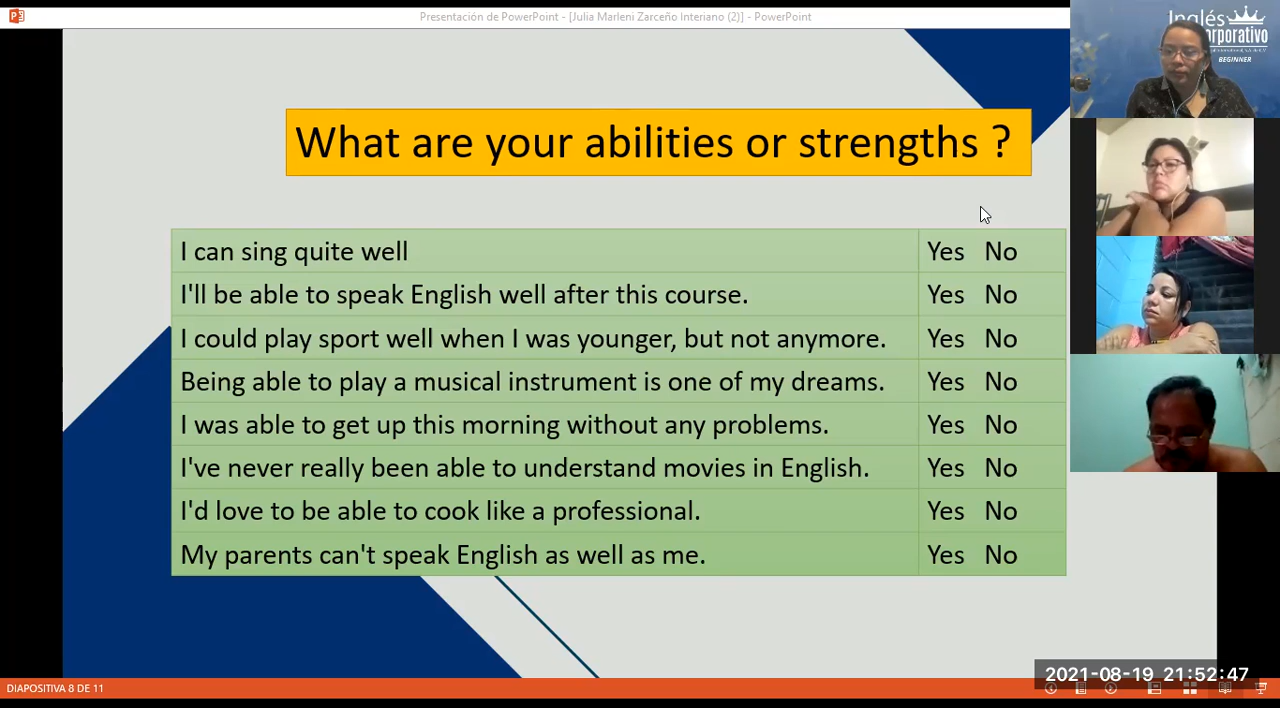 Presentación de PowerPoint - [Julia Marleni Zarceño Interiano (2)] - PowerPoint
Inglés
BEGINNER
What are your abilities or strengths ?
I can sing quite well Yes No
I'll be able to speak English well after this course. Yes No
I could play sport well when I was younger, but not anymore. Yes No
Being able to play a musical instrument is one of my dreams. Yes No
I was able to get up this morning without any problems. Yes No
I've never really been able to understand movies in English. Yes No
I'd love to be able to cook like a professional. Yes No
My parents can't speak English as well as me. Yes No
2021-08-19 21:52:47
DIAPOSITIVA 8 DE 11